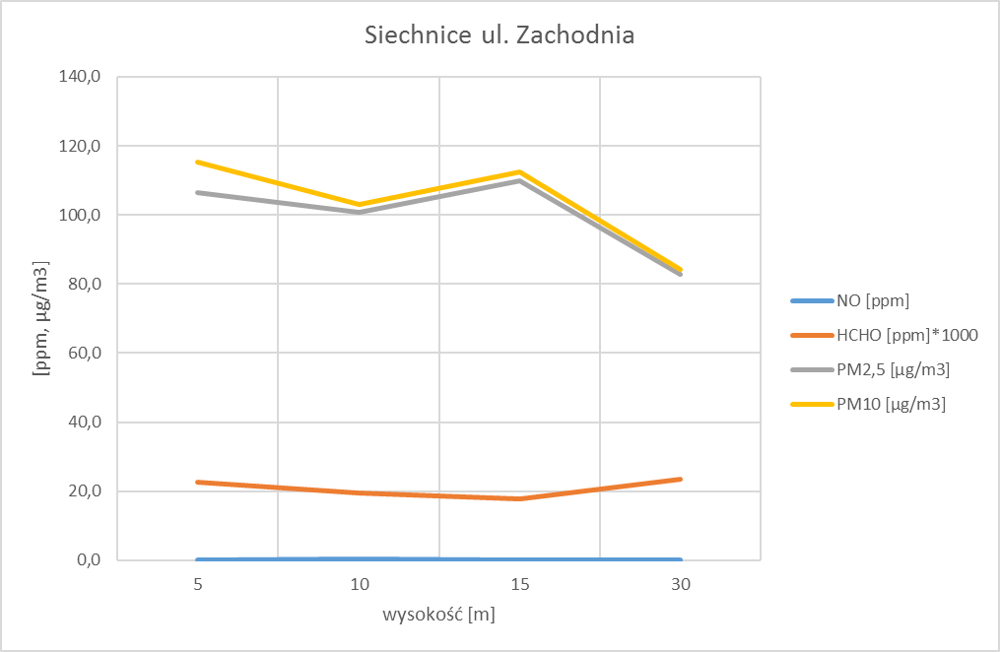 Siechnice ul. Zachodnia
140,0
120,0
100,0
80,0
60,0
40,0
20,0
0,0
[ppm, µg/m3]
5 10 15 30
wysokość [m]
NO [ppm]
HCHO [ppm]*1000
PM2,5 [µg/m3]
PM10 [µg/m3]